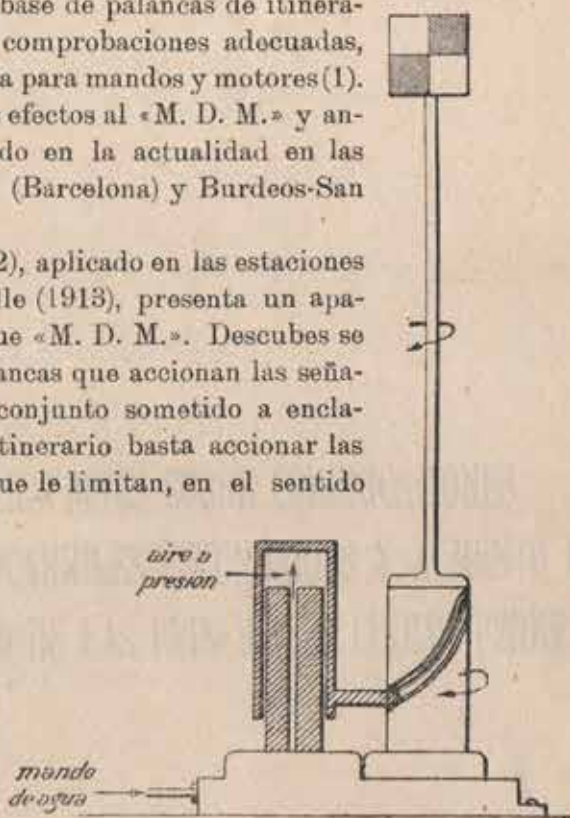 base de palancas de itinera-
comprobaciones adecuadas,
a para mandos y motores (1).
efectos al «M. D. M.» y an-
do en la actualidad en las
(Barcelona) y Burdeos-San
2), aplicado en las estaciones
lle (1913), presenta un apa-
ue «M. D. M.». Descubes se
ancas que accionan las seña-
conjunto sometido a encla-
tinerario basta accionar las
ue le limitan, en el sentido
aire a
presion
mando
de agua